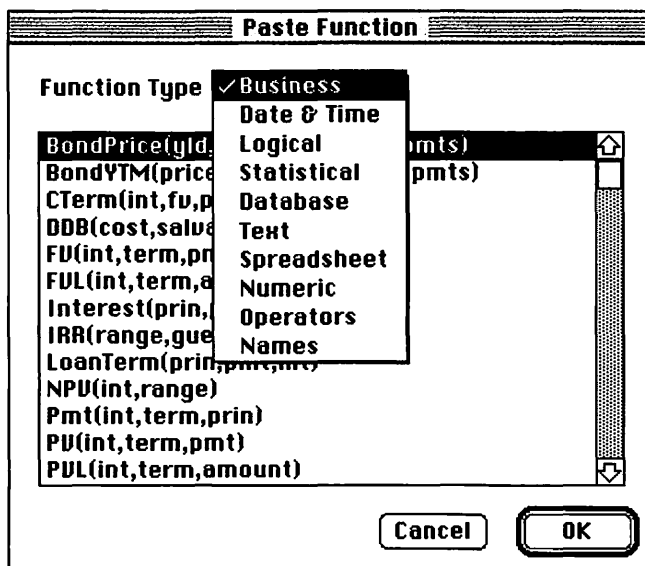 Paste Function
Function Type ✓Business
Date & Time
Logical
Statistical
Database
Text
Spreadsheet
Numeric
Operators
Names
BondPrice(yld, pmts)
BondYTM(price pmts)
CTerm(int,fv,p
DDB(cost,salva
FV(int,term,pm
FVL(int,term,a
Interest(prin,
IRR(range,gue
LoanTerm(prin,pmt,int)
NPV(int,range)
Pmt(int,term,prin)
PV(int,term,pmt)
PVL(int,term,amount)
Cancel OK